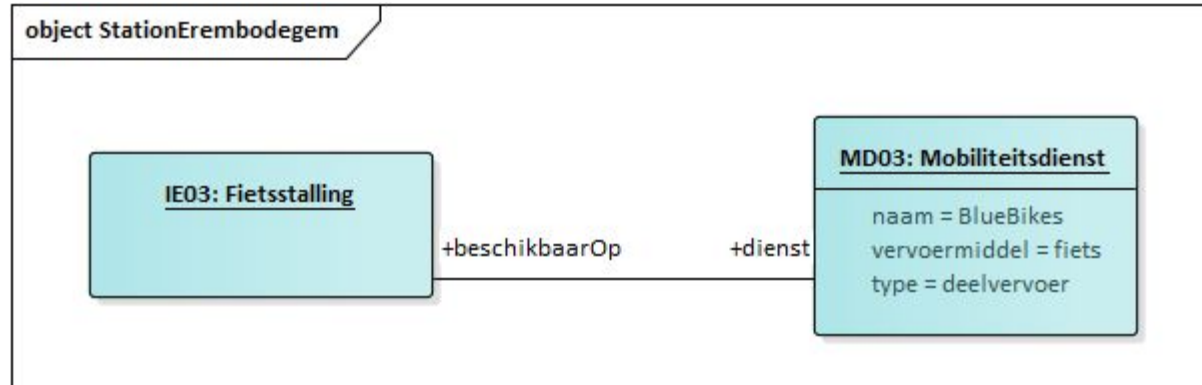 object StationErembodegem
IE03: Fietsstalling
+beschikbaarOp
+dienst
MD03: Mobiliteitsdienst
naam = BlueBikes
vervoermiddel = fiets
type = deelvervoer